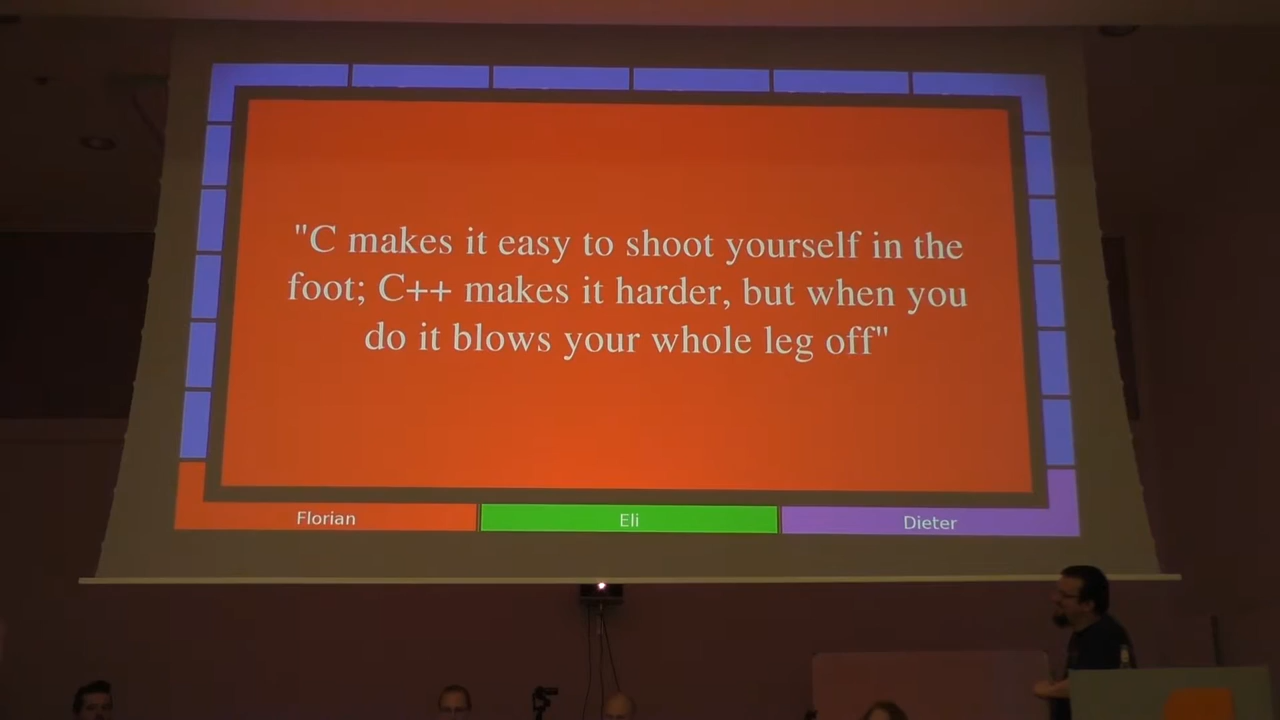 "C makes it easy to shoot yourself in the
foot; C++ makes it harder, but when you
do it blows your whole leg off"
Florian
Eli
Dieter